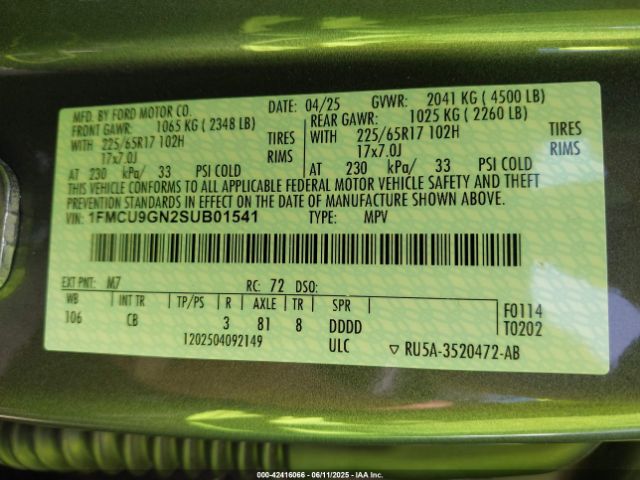 MFD. BY FORD MOTOR CO.
DATE: 04/25 GVWR: 2041 KG ( 4500 LB)
FRONT GAWR: 1065 KG ( 2348 LB) REAR GAWR: 1025 KG ( 2260 LB)
WITH 225/65R17 102H TIRES WITH 225/65R17 102H TIRES
17x7.0J RIMS 17x7.0J RIMS
AT 230 kPa/ 33 PSI COLD AT 230 kPa/ 33 PSI COLD
THIS VEHICLE CONFORMS TO ALL APPLICABLE FEDERAL MOTOR VEHICLE SAFETY AND THEFT
PREVENTION STANDARDS IN EFFECT ON THE DATE OF MANUFACTURE SHOWN ABOVE.
VIN: 1FMCU9GN2SUB01541 TYPE: MPV
EXT PNT: M7 RC: 72 DSO:
WB INT TR TP/PS R AXLE TR SPR
106 CB 3 81 8 DDDD
F0114
T0202
1202504092149 ULC ▽ RU5A-3520472-AB
000-42416066 - 06/11/2025 - IAA Inc.